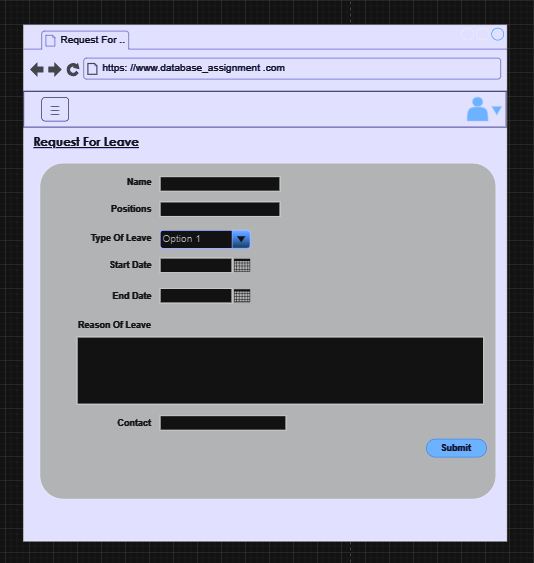 Request For ..
https: //www.database_assignment .com
Request For Leave
Name
Positions
Type Of Leave Option 1
Start Date
End Date
Reason Of Leave
Contact
Submit